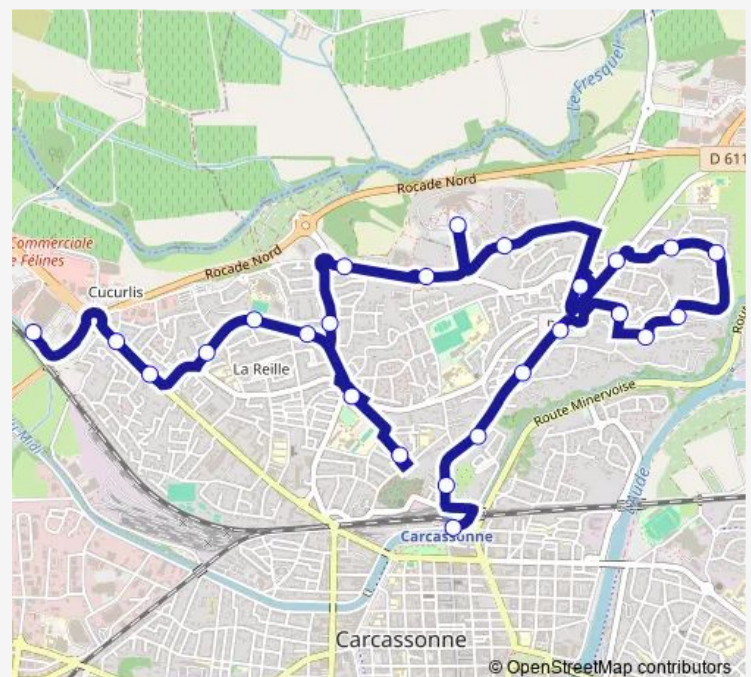 Le Fresquel
D 611
Rocade Nord
Commerciale
e Félines
Rocade Nord
Cucurlis
La Reille
Route Minervoise
Aude
Carcassonne
Carcassonne
© OpenStreetMap contributors